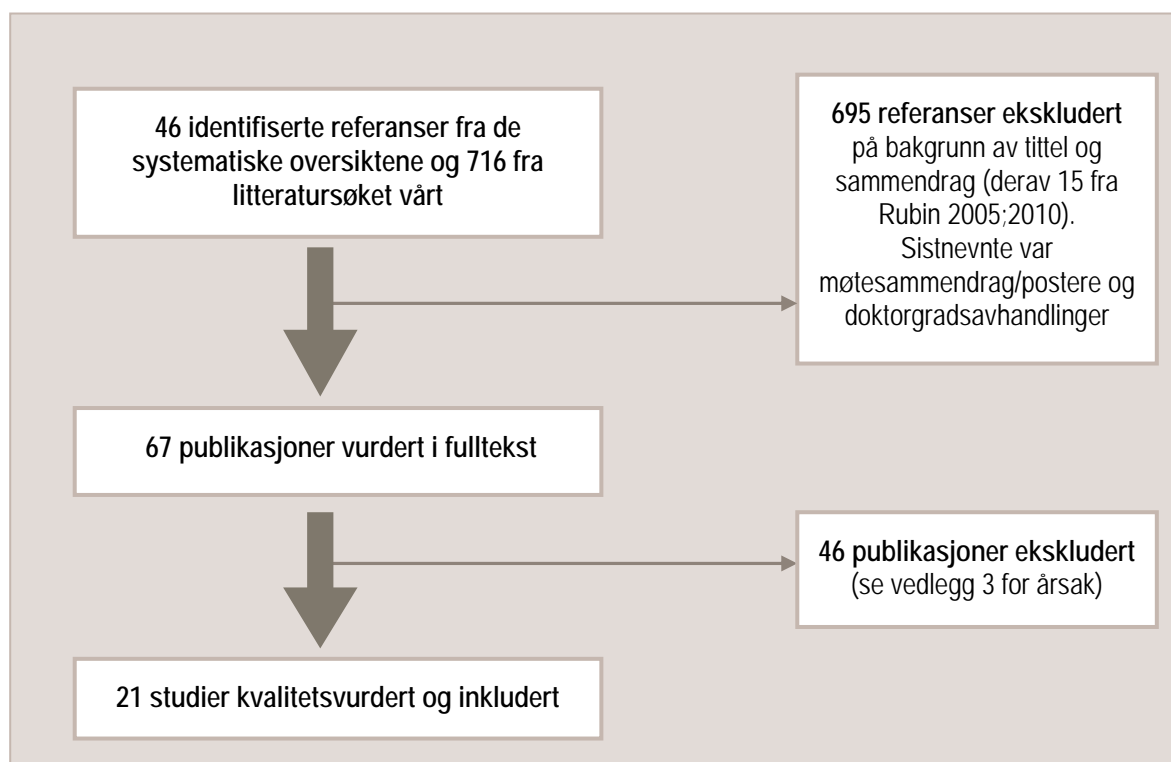 46 identifiserte referanser fra de
systematiske oversiktene og 716 fra
litteratursøket vårt
695 referanser ekskludert
på bakgrunn av tittel og
sammendrag (derav 15 fra
Rubin 2005;2010).
Sistnevnte var
møtesammendrag/postere og
doktorgradsavhandlinger
67 publikasjoner vurdert i fulltekst
46 publikasjoner ekskludert
(se vedlegg 3 for årsak)
21 studier kvalitetsvurdert og inkludert